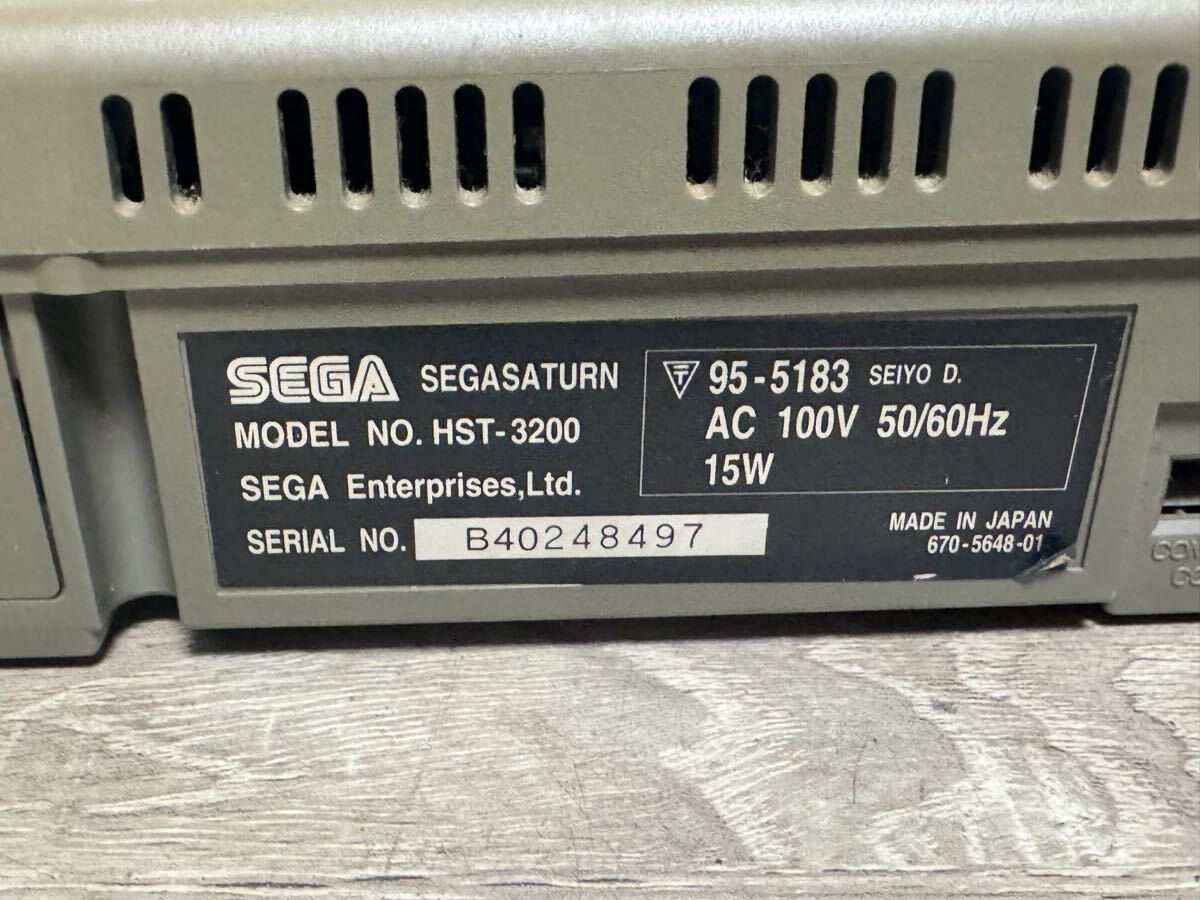 SEGA SEGASATURN
MODEL NO. HST-3200
SEGA Enterprises,Ltd.
SERIAL NO. B40248497
T 95-5183 SEIYO D.
AC 100V 50/60Hz
15W
MADE IN JAPAN
670-5648-01